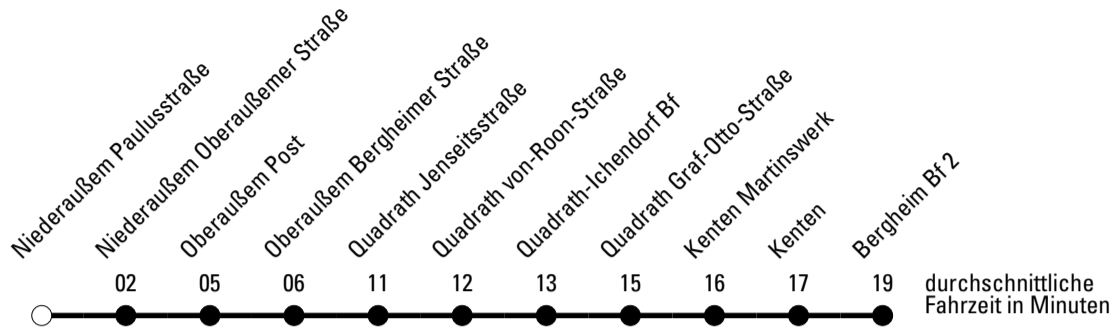 Niederaußem Paulusstraße
Niederaußem Oberaußemer Straße
Oberaußem Post
Oberaußem Bergheimer Straße
Quadrath Jenseitsstraße
Quadrath von-Roon-Straße
Quadrath-Ichendorf Bf
Quadrath Graf-Otto-Straße
Kenten Martinswerk
Kenten
Bergheim Bf 2
02 05 06 11 12 13 15 16 17 19
durchschnittliche
Fahrzeit in Minuten